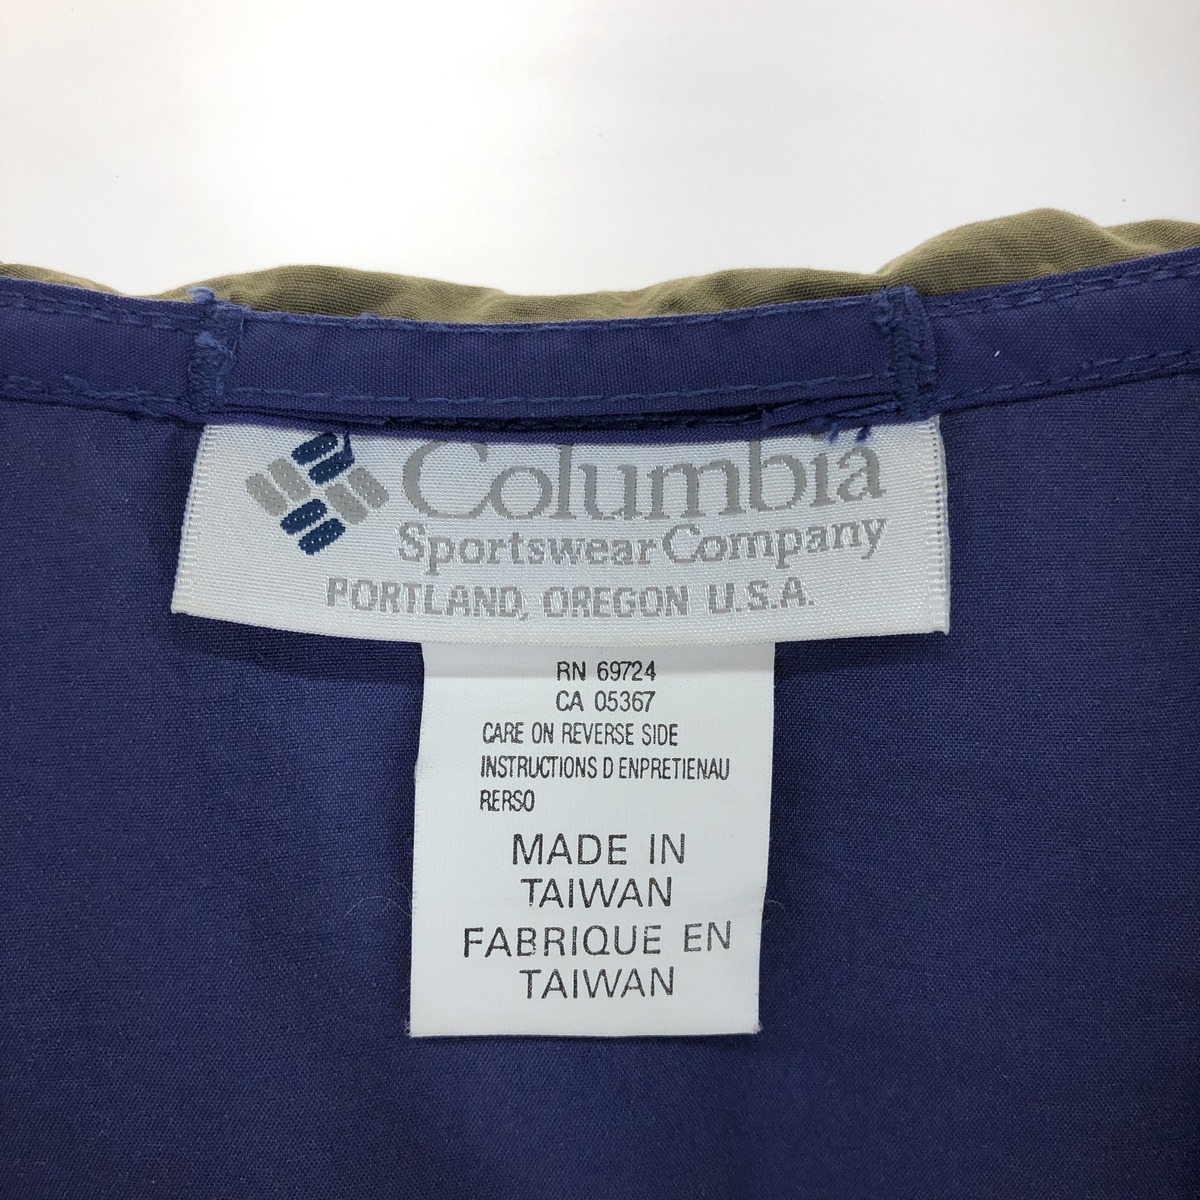 Columbia
Sportswear Company
PORTLAND, OREGON U.S.A.
RN 69724
CA 05367
CARE ON REVERSE SIDE
INSTRUCTIONS D ENPRETIENAU
RERSO
MADE IN
TAIWAN
FABRIQUE EN
TAIWAN